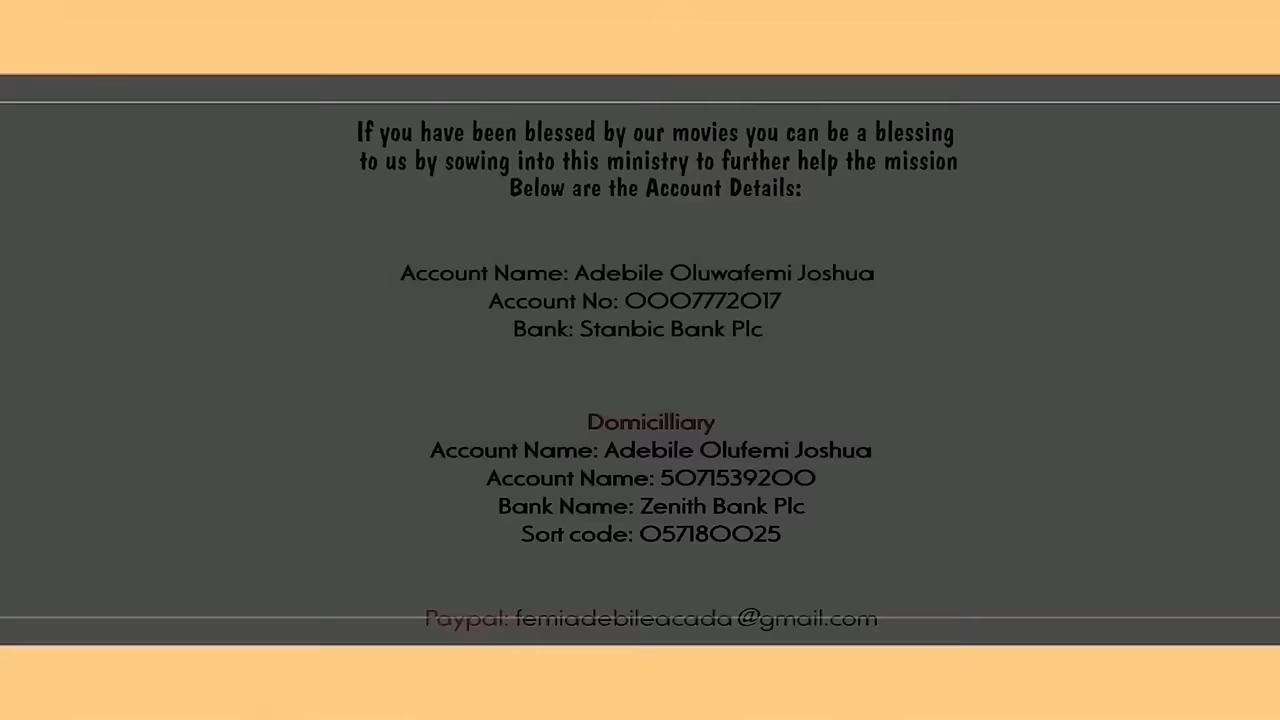 If you have been blessed by our movies you can be a blessing
to us by sowing into this ministry to further help the mission
Below are the Account Details:
Account Name: Adebile Oluwafemi Joshua
Account No: 0007772017
Bank: Stanbic Bank Plc
Domicilliary
Account Name: Adebile Olufemi Joshua
Account Name: 5071539200
Bank Name: Zenith Bank Plc
Sort code: 057180025
Paypal: femiadebileacada@gmail.com